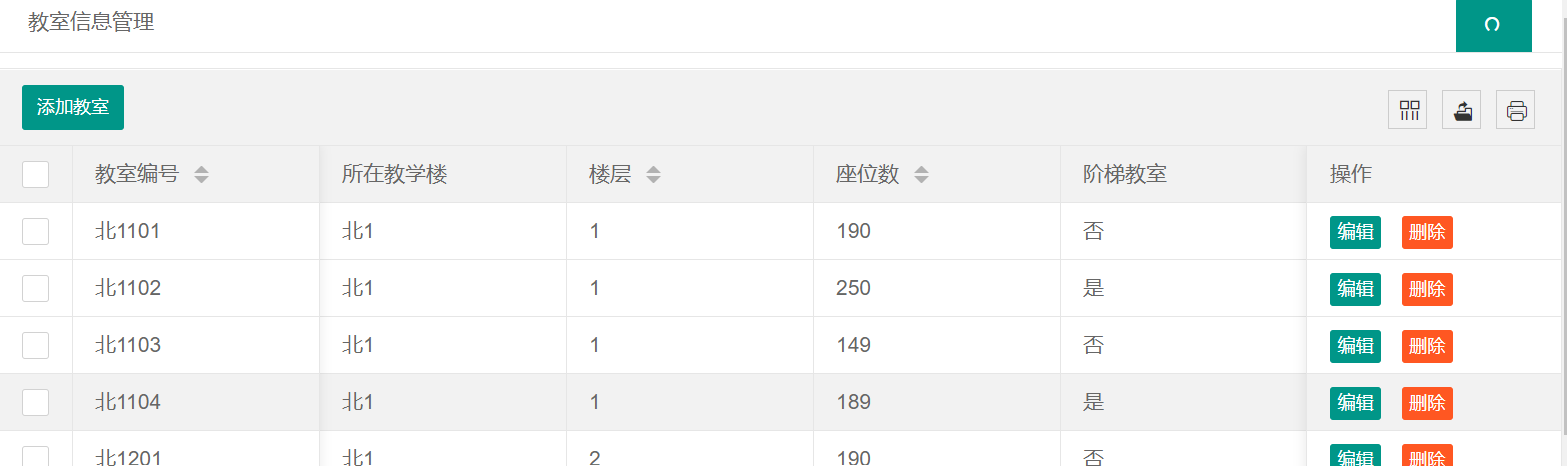 教室信息管理
添加教室
教室编号 所在教学楼 楼层 座位数 阶梯教室 操作
北1101 北1 1 190 否 编辑 删除
北1102 北1 1 250 是 编辑 删除
北1103 北1 1 149 否 编辑 删除
北1104 北1 1 189 是 编辑 删除
北1201 北1 2 190 否 编辑 删除